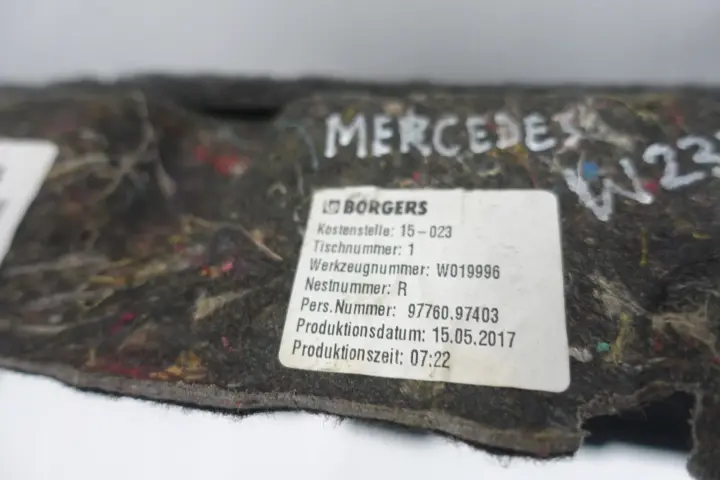 MERCEDES
W22
BORGERS
Kostenstelle: 15-023
Tischnummer: 1
Werkzeugnummer: W019996
Nestnummer: R
Pers.Nummer: 97760,97403
Produktionsdatum: 15.05.2017
Produktionszeit: 07:22